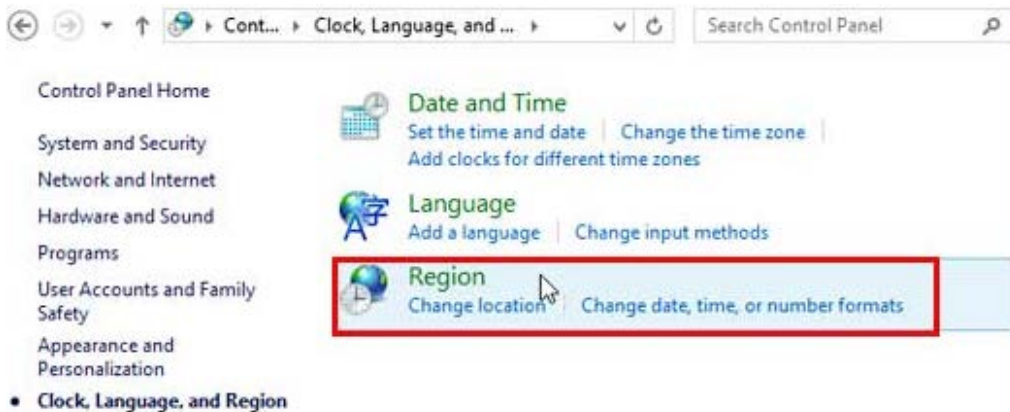 Cont... Clock, Language, and ... Search Control Panel
Control Panel Home
System and Security
Network and Internet
Hardware and Sound
Programs
User Accounts and Family
Safety
Appearance and
Personalization
Clock, Language, and Region
Date and Time
Set the time and date Change the time zone
Add clocks for different time zones
Language
Add a language Change input methods
Region
Change location Change date, time, or number formats